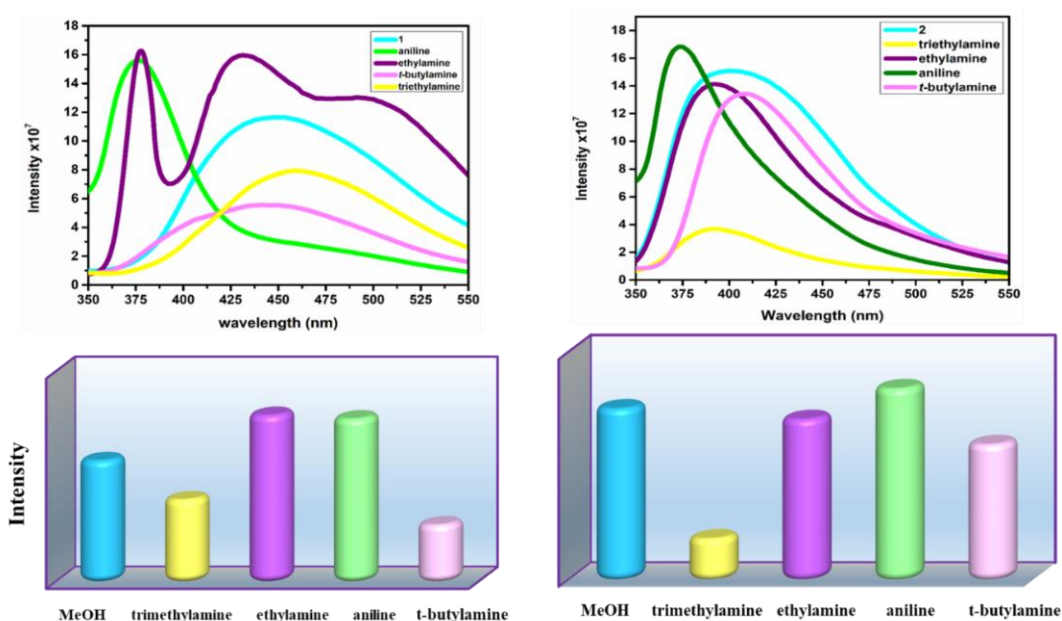 18
16
14
12
10
8
6
4
2
0
Intensity x10⁷
350 375 400 425 450 475 500 525 550
wavelength (nm)
1
aniline
ethylamine
t-butylamine
triethylamine
18
16
14
12
10
8
6
4
2
0
Intensity x10⁷
350 375 400 425 450 475 500 525 550
Wavelength (nm)
2
triethylamine
ethylamine
aniline
t-butylamine
Intensity
MeOH trimethylamine ethylamine aniline t-butylamine
MeOH trimethylamine ethylamine aniline t-butylamine